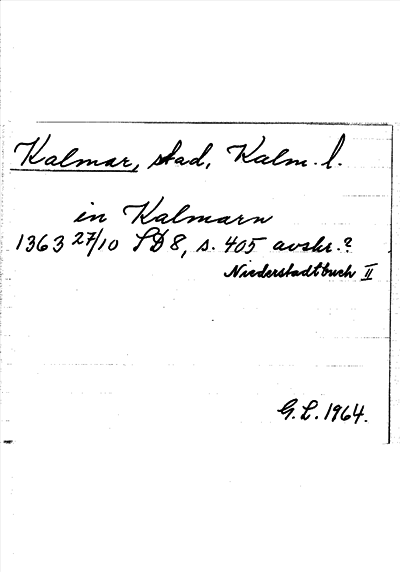 Kalmar, stad, Kalm. l.
in Kalmarn
1363 27/10 SD 8, s. 405 avskr.?
Niederstadtbuch II
G. L. 1964.